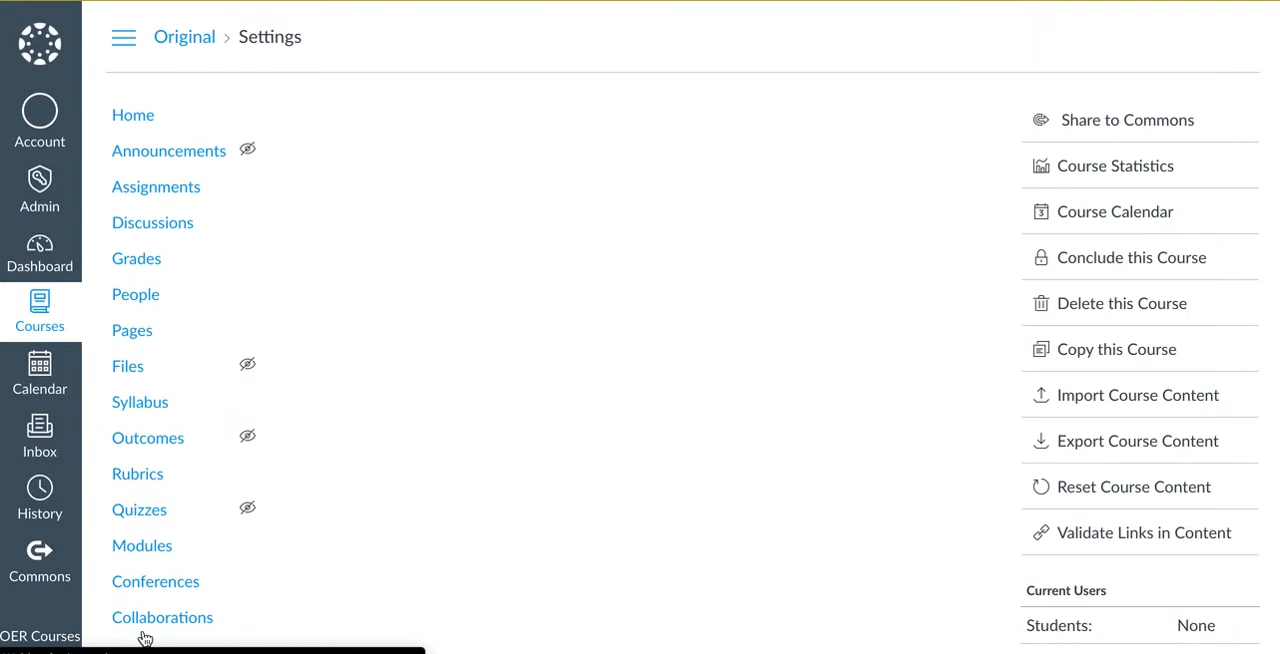 Original > Settings
Account
Admin
Dashboard
Courses
Calendar
Inbox
History
Commons
OER Courses
Home
Announcements
Assignments
Discussions
Grades
People
Pages
Files
Syllabus
Outcomes
Rubrics
Quizzes
Modules
Conferences
Collaborations
Share to Commons
Course Statistics
3 Course Calendar
Conclude this Course
Delete this Course
Copy this Course
Import Course Content
Export Course Content
Reset Course Content
Validate Links in Content
Current Users
Students: None